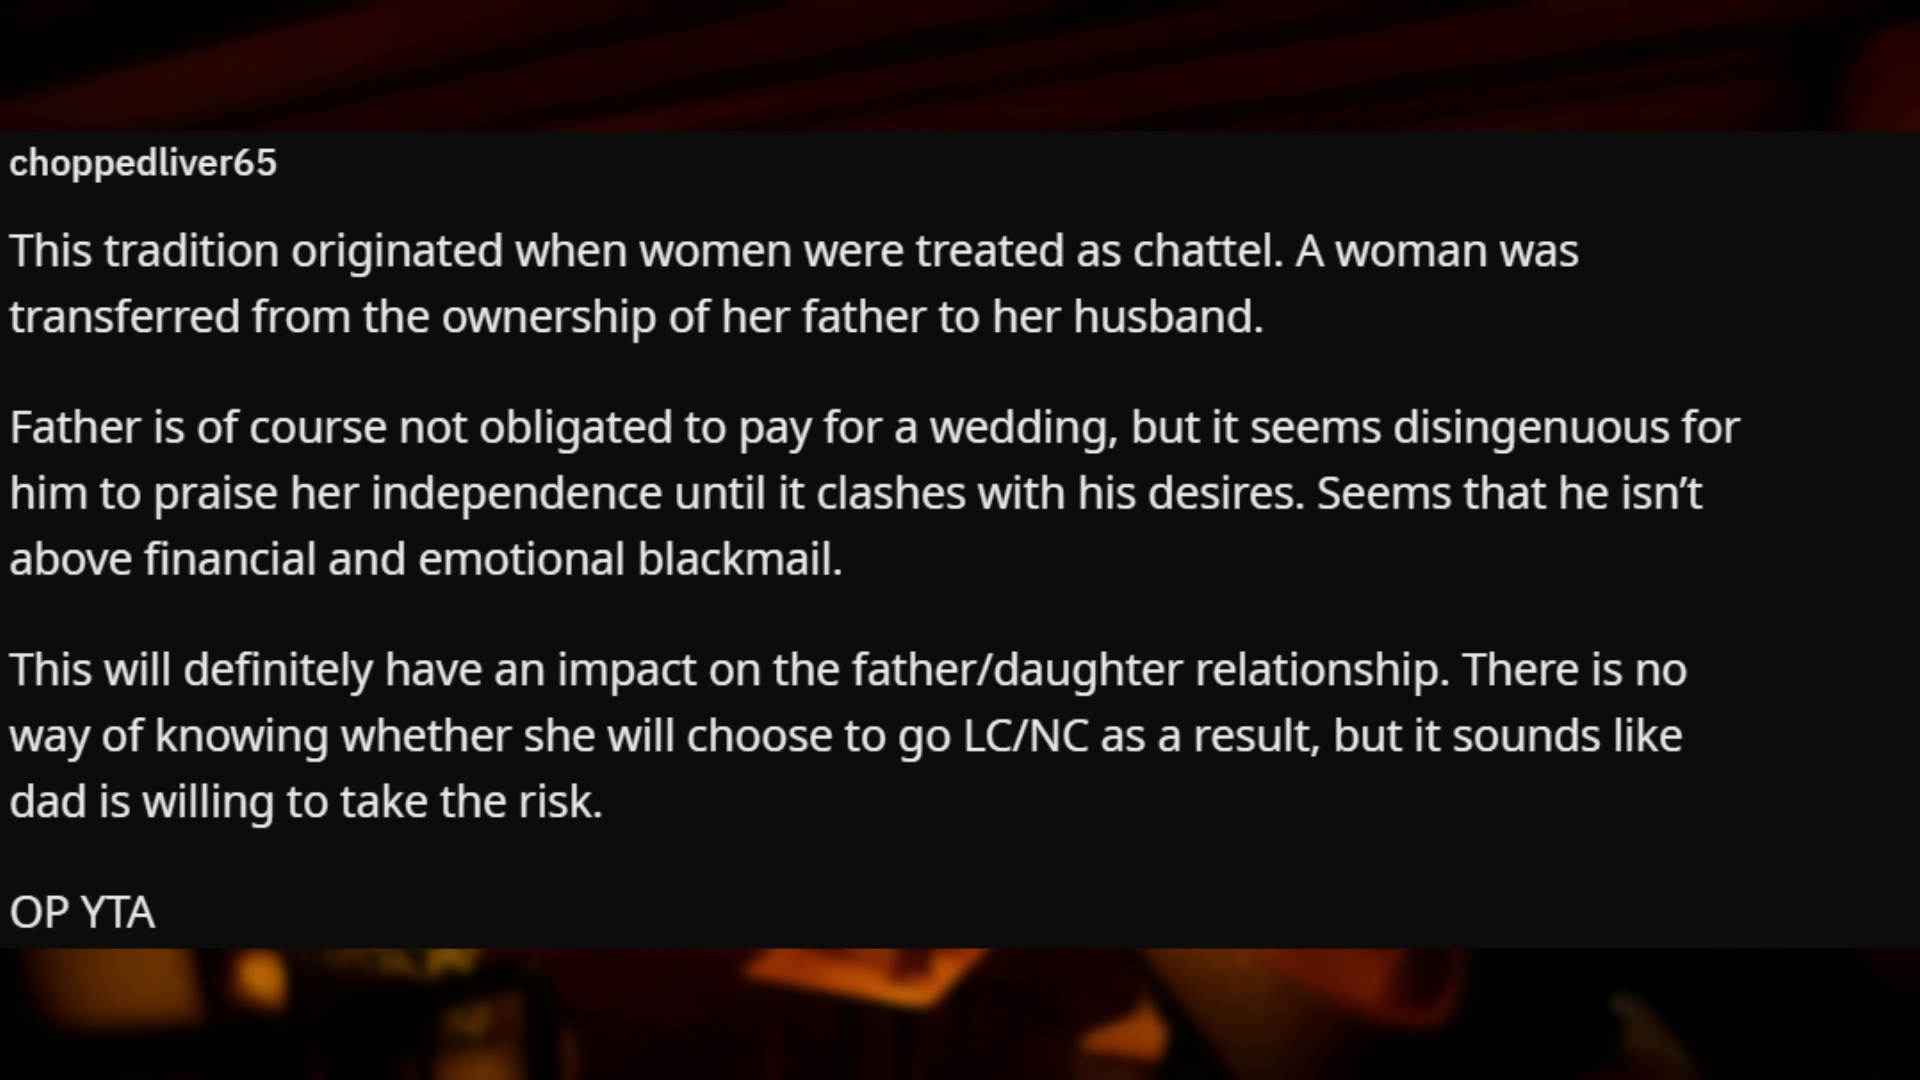 choppedliver65
This tradition originated when women were treated as chattel. A woman was
transferred from the ownership of her father to her husband.
Father is of course not obligated to pay for a wedding, but it seems disingenuous for
him to praise her independence until it clashes with his desires. Seems that he isn’t
above financial and emotional blackmail.
This will definitely have an impact on the father/daughter relationship. There is no
way of knowing whether she will choose to go LC/NC as a result, but it sounds like
dad is willing to take the risk.
OP YTA